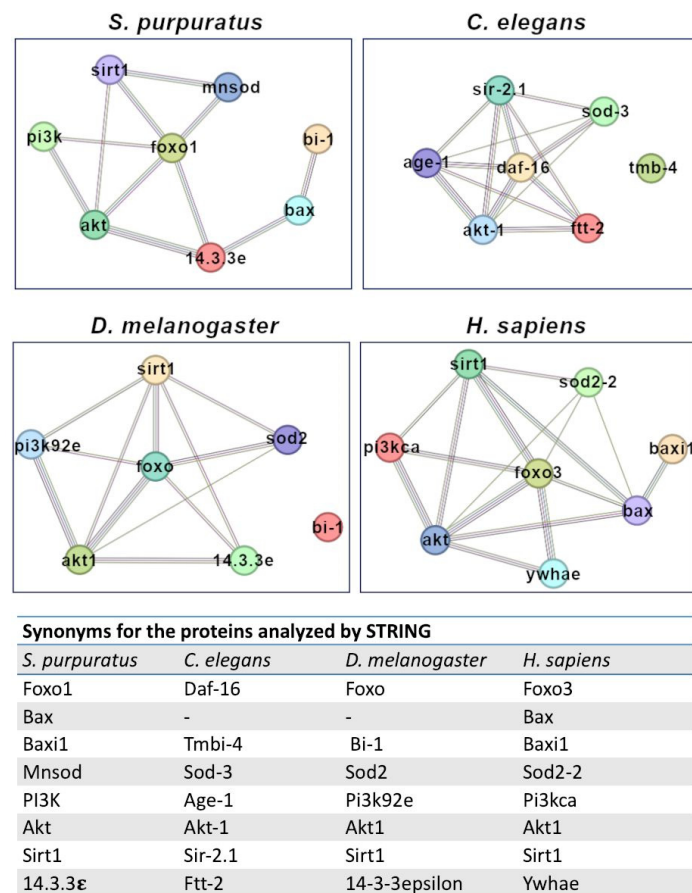 S. purpuratus
C. elegans
sirt1
mnsod
pi3k
foxo1
bi-1
bax
akt
14.3.3e
sir-2.1
sod-3
age-1
daf-16
tmb-4
akt-1
ftt-2
D. melanogaster
H. sapiens
sirt1
pi3k92e
sod2
foxo
bi-1
akt1
14.3.3e
sirt1
sod2-2
pi3kca
baxi1
foxo3
bax
akt
ywhae
Synonyms for the proteins analyzed by STRING
S. purpuratus C. elegans D. melanogaster H. sapiens
Foxo1 Daf-16 Foxo Foxo3
Bax - - Bax
Baxi1 Tmbi-4 Bi-1 Baxi1
Mnsod Sod-3 Sod2 Sod2-2
PI3K Age-1 Pi3k92e Pi3kca
Akt Akt-1 Akt1 Akt1
Sirt1 Sir-2.1 Sirt1 Sirt1
14.3.3ε Ftt-2 14-3-3epsilon Ywhae